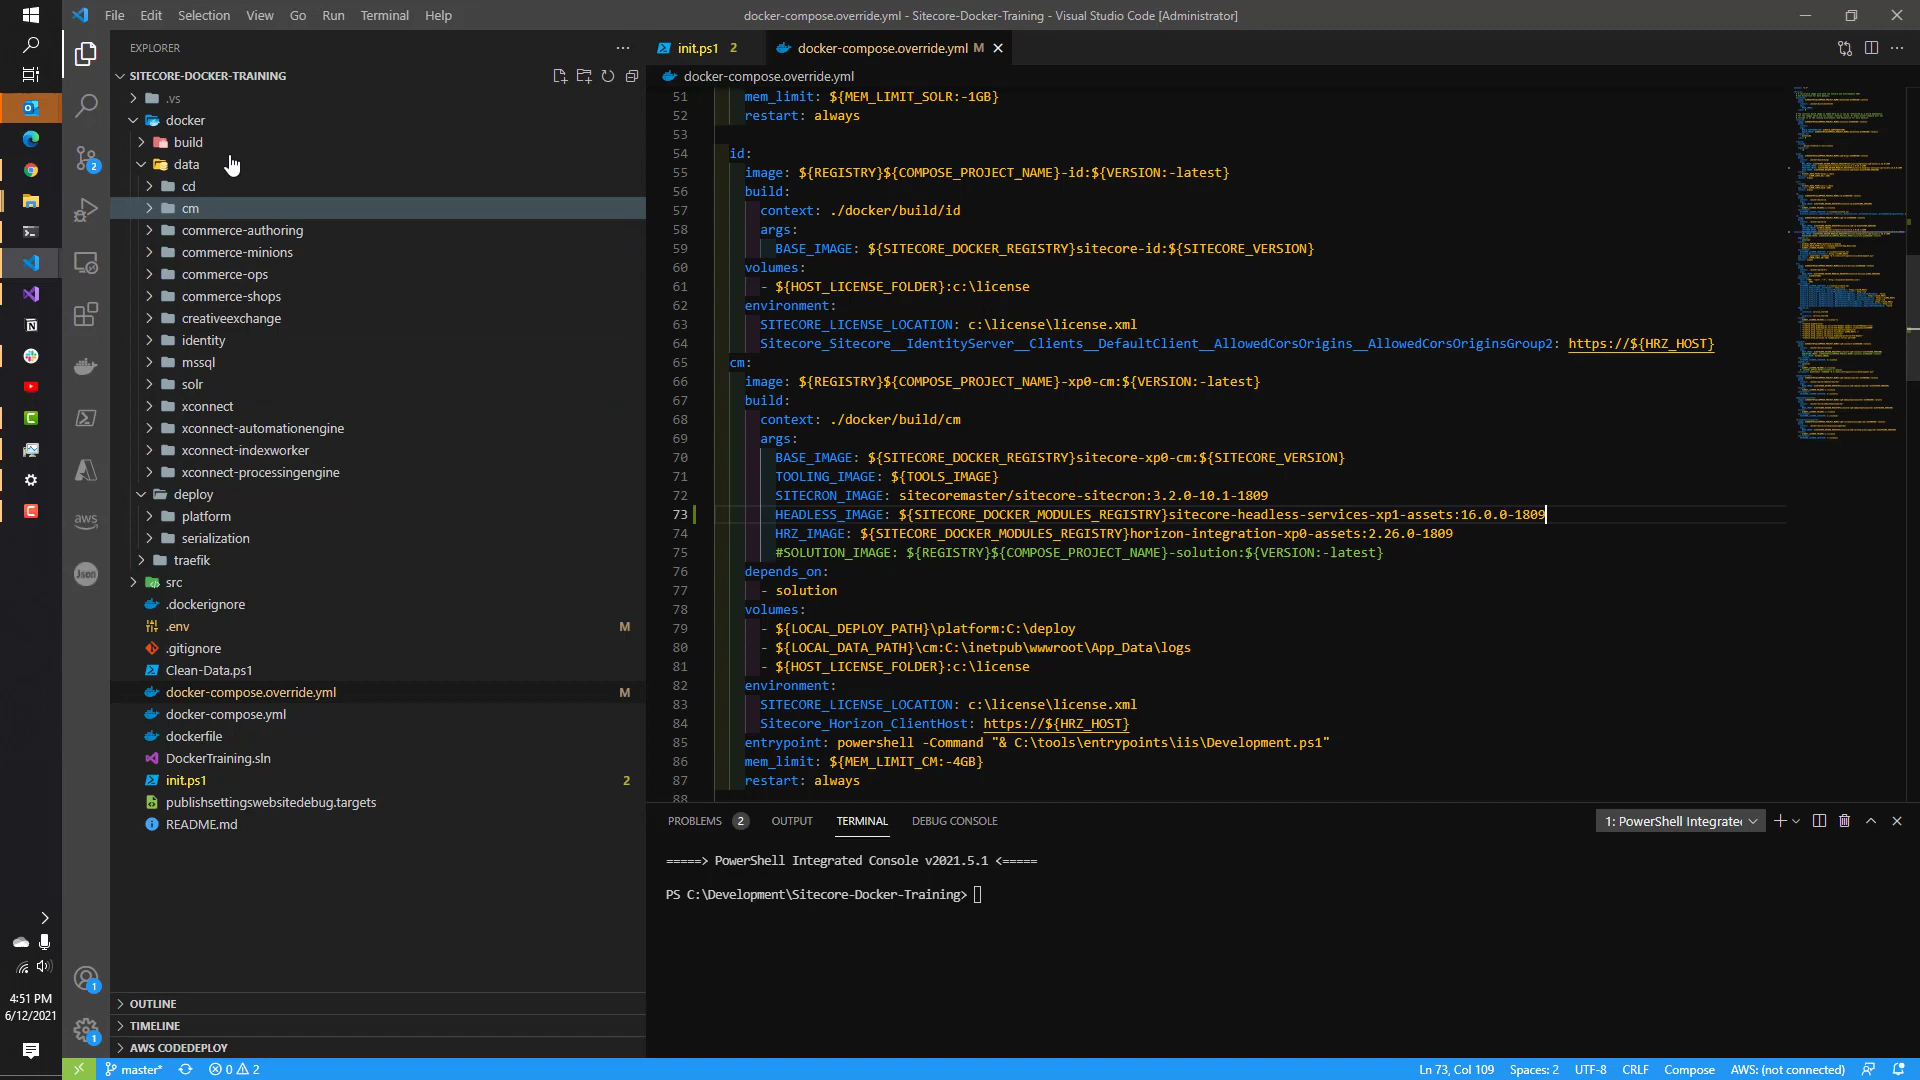 File Edit Selection View Go Run Terminal Help
docker-compose.override.yml - Sitecore-Docker-Training - Visual Studio Code [Administrator]
EXPLORER
SITECORE-DOCKER-TRAINING
.vs
docker
build
data
cd
cm
commerce-authoring
commerce-minions
commerce-ops
commerce-shops
creativeexchange
identity
mssql
solr
xconnect
xconnect-automationengine
xconnect-indexworker
xconnect-processingengine
deploy
platform
serialization
traefik
src
.dockerignore
.env M
.gitignore
Clean-Data.ps1
docker-compose.override.yml M
docker-compose.yml
dockerfile
DockerTraining.sln
init.ps1 2
publishsettingswebsitedebug.targets
README.md
OUTLINE
TIMELINE
AWS CODEDEPLOY
2
aws
Json
1
1
4:51 PM
6/12/2021
init.ps1 2 docker-compose.override.yml M
docker-compose.override.yml
51 mem_limit: ${MEM_LIMIT_SOLR:-1GB}
52 restart: always
53
54 id:
55 image: ${REGISTRY}${COMPOSE_PROJECT_NAME}-id:${VERSION:-latest}
56 build:
57 context: ./docker/build/id
58 args:
59 BASE_IMAGE: ${SITECORE_DOCKER_REGISTRY}sitecore-id:${SITECORE_VERSION}
60 volumes:
61 - ${HOST_LICENSE_FOLDER}:c:\license
62 environment:
63 SITECORE_LICENSE_LOCATION: c:\license\license.xml
64 Sitecore_Sitecore__IdentityServer__Clients__DefaultClient__AllowedCorsOrigins__AllowedCorsOriginsGroup2: https://${HRZ_HOST}
65 cm:
66 image: ${REGISTRY}${COMPOSE_PROJECT_NAME}-xp0-cm:${VERSION:-latest}
67 build:
68 context: ./docker/build/cm
69 args:
70 BASE_IMAGE: ${SITECORE_DOCKER_REGISTRY}sitecore-xp0-cm:${SITECORE_VERSION}
71 TOOLING_IMAGE: ${TOOLS_IMAGE}
72 SITECRON_IMAGE: sitecoremaster/sitecore-sitecron:3.2.0-10.1-1809
73 HEADLESS_IMAGE: ${SITECORE_DOCKER_MODULES_REGISTRY}sitecore-headless-services-xp1-assets:16.0.0-1809
74 HRZ_IMAGE: ${SITECORE_DOCKER_MODULES_REGISTRY}horizon-integration-xp0-assets:2.26.0-1809
75 #SOLUTION_IMAGE: ${REGISTRY}${COMPOSE_PROJECT_NAME}-solution:${VERSION:-latest}
76 depends_on:
77 - solution
78 volumes:
79 - ${LOCAL_DEPLOY_PATH}\platform:C:\deploy
80 - ${LOCAL_DATA_PATH}\cm:C:\inetpub\wwwroot\App_Data\logs
81 - ${HOST_LICENSE_FOLDER}:c:\license
82 environment:
83 SITECORE_LICENSE_LOCATION: c:\license\license.xml
84 Sitecore_Horizon_ClientHost: https://${HRZ_HOST}
85 entrypoint: powershell -Command "& C:\tools\entrypoints\iis\Development.ps1"
86 mem_limit: ${MEM_LIMIT_CM:-4GB}
87 restart: always
88
PROBLEMS 2 OUTPUT TERMINAL DEBUG CONSOLE 1: PowerShell Integrate
=====> PowerShell Integrated Console v2021.5.1 <=====
PS C:\Development\Sitecore-Docker-Training>
master* 0 2 Ln 73, Col 109 Spaces: 2 UTF-8 CRLF Compose AWS: (not connected)